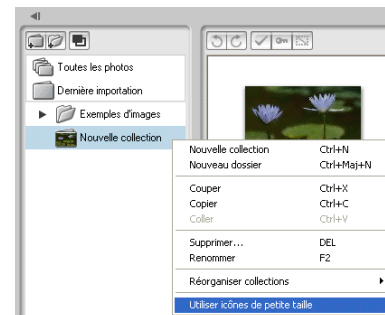 Toutes les photos
Dernière importation
Exemples d'images
Nouvelle collection
Nouvelle collection Ctrl+N
Nouveau dossier Ctrl+Maj+N
Couper Ctrl+X
Copier Ctrl+C
Coller Ctrl+V
Supprimer... DEL
Renommer F2
Réorganiser collections
Utiliser icônes de petite taille